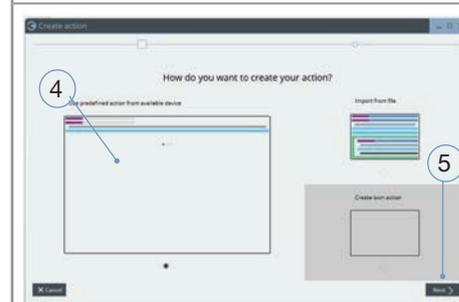 Create action
How do you want to create your action?
4
Use predefined action from available device
Import from file
5
Create own action
X Cancel
Next >